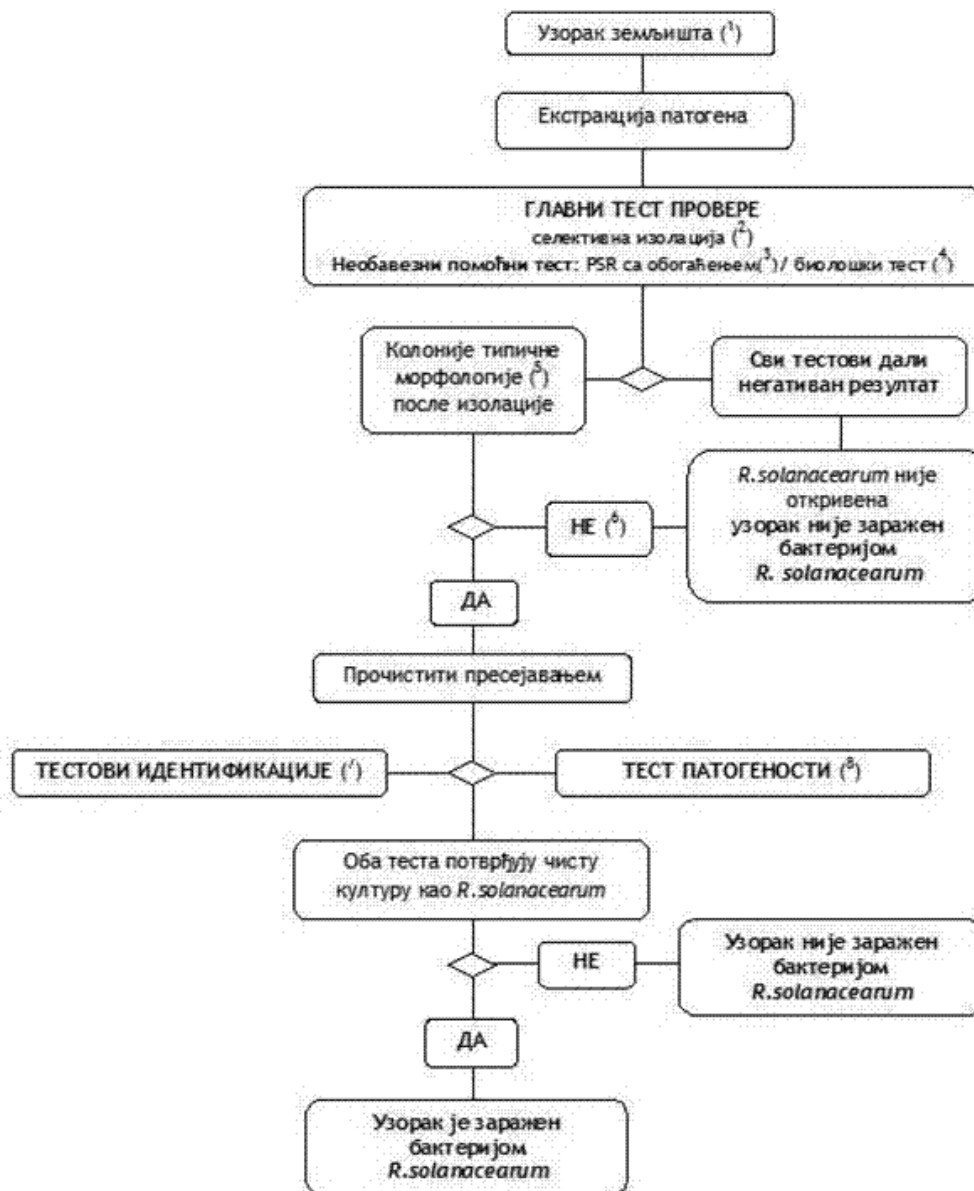 Узорак земљишта (1)
Екстракција патогена
ГЛАВНИ ТЕСТ ПРОВЕРЕ
селективна изолација (2)
Необавезни помоћни тест: PSR са обогаћењем(3)/ биолошки тест (4)
Колоније типичне
морфологије (5)
после изолације
Сви тестови дали
негативан резултат
R.solanacearum није
откривена
узорак није заражен
бактеријом
R. solanacearum
НЕ (6)
ДА
Прочистити пресејавањем
ТЕСТОВИ ИДЕНТИФИКАЦИЈЕ (7)
ТЕСТ ПАТОГЕНОСТИ (8)
Оба теста потврђују чисту
културу као R.solanacearum
НЕ
Узорак није заражен
бактеријом
R.solanacearum
ДА
Узорак је заражен
бактеријом
R.solanacearum